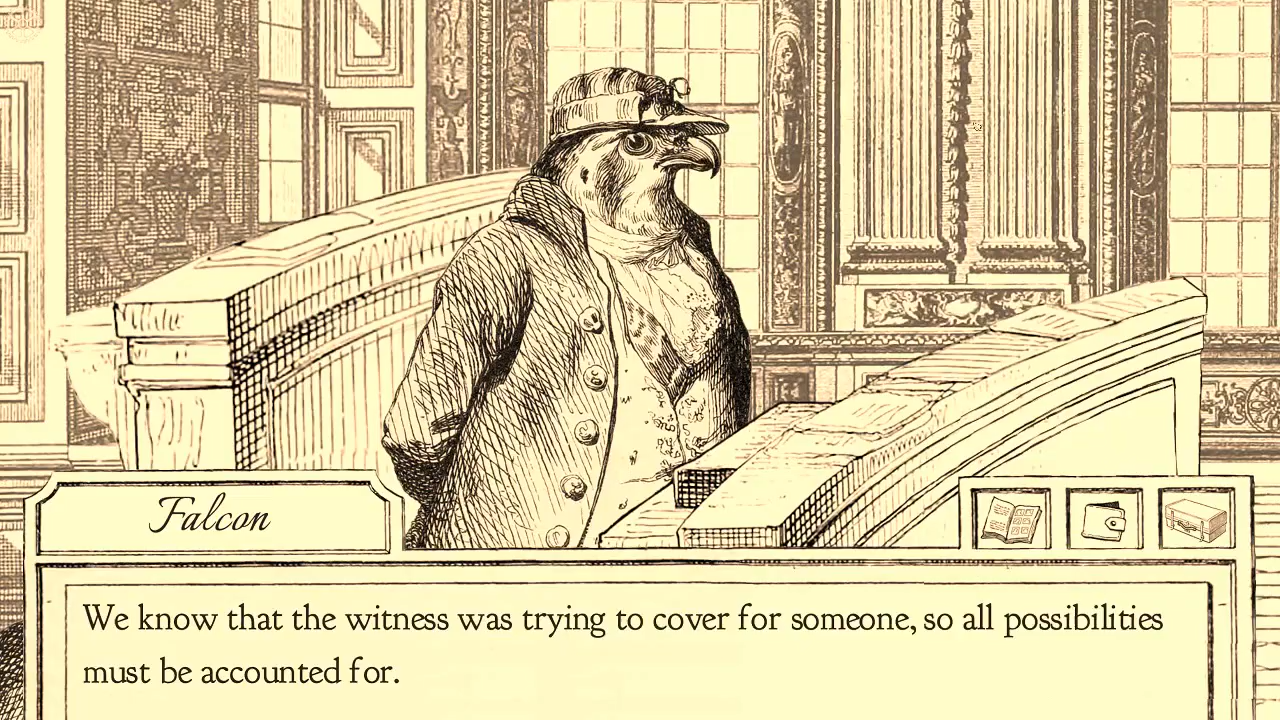 Falcon
We know that the witness was trying to cover for someone, so all possibilities
must be accounted for.